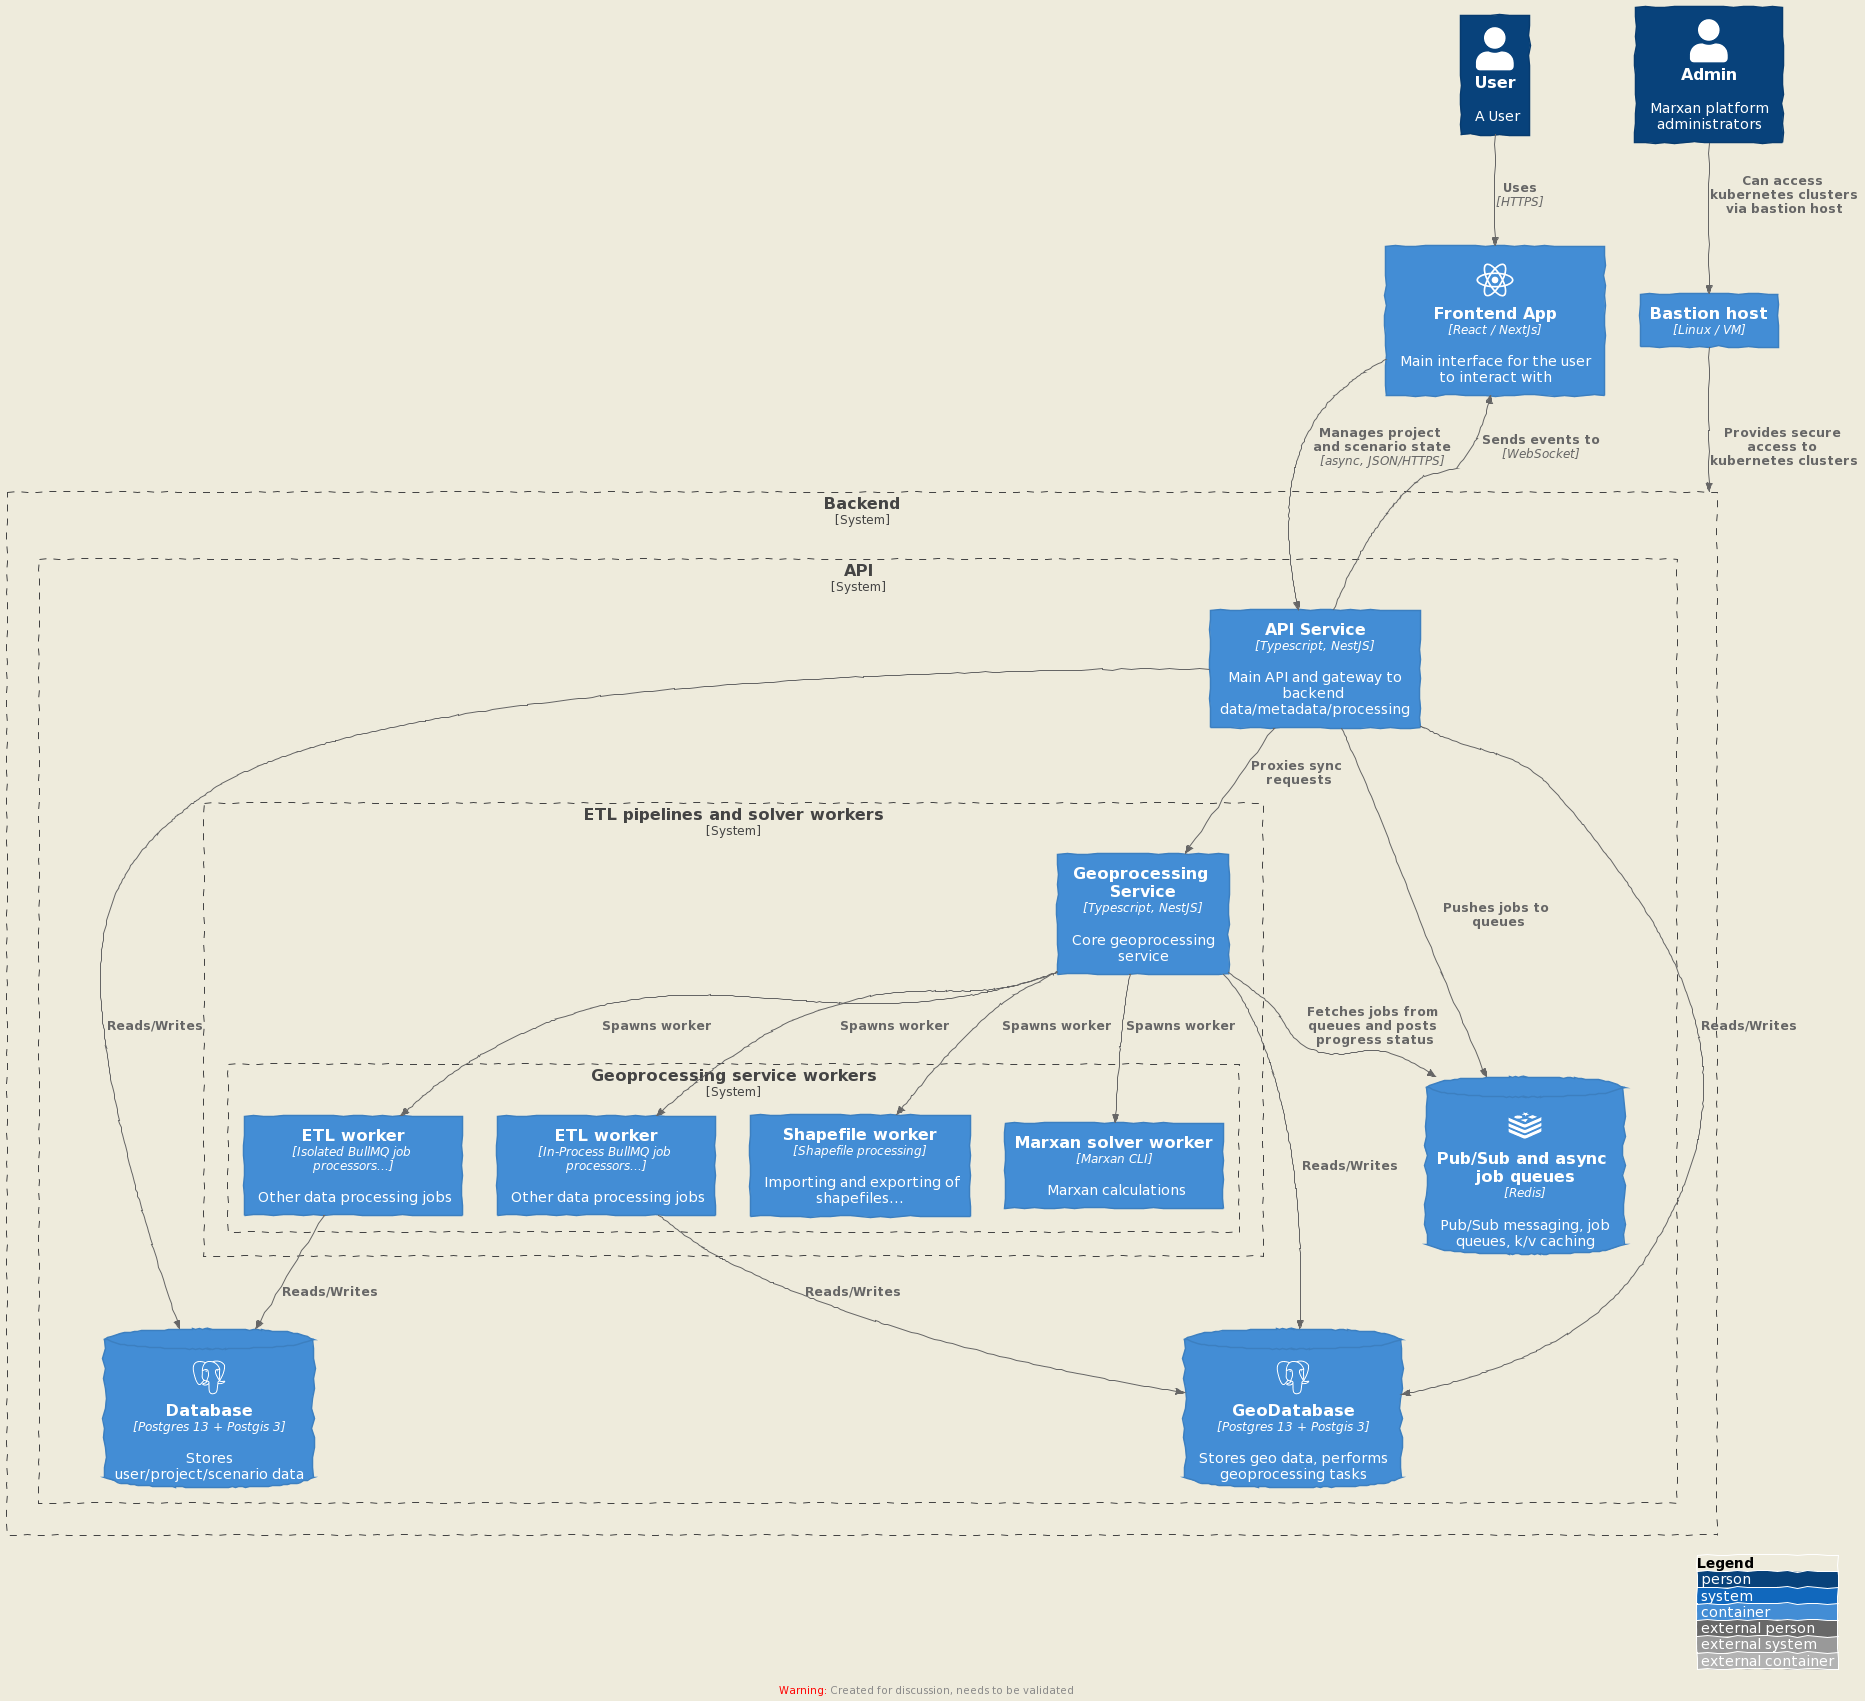 User
A User
Admin
Marxan platform
administrators
Uses
[HTTPS]
Can access
kubernetes clusters
via bastion host
Frontend App
[React / NextJs]
Main interface for the user
to interact with
Bastion host
[Linux / VM]
Manages project
and scenario state
[async, JSON/HTTPS]
Sends events to
[WebSocket]
Provides secure
access to
kubernetes clusters
Backend
[System]
API
[System]
API Service
[Typescript, NestJS]
Main API and gateway to
backend
data/metadata/processing
Proxies sync
requests
ETL pipelines and solver workers
[System]
Geoprocessing
Service
[Typescript, NestJS]
Core geoprocessing
service
Pushes jobs to
queues
Reads/Writes
Spawns worker
Spawns worker
Spawns worker
Spawns worker
Fetches jobs from
queues and posts
progress status
Reads/Writes
Geoprocessing service workers
[System]
ETL worker
[Isolated BullMQ job
processors...]
Other data processing jobs
ETL worker
[In-Process BullMQ job
processors...]
Other data processing jobs
Shapefile worker
[Shapefile processing]
Importing and exporting of
shapefiles...
Marxan solver worker
[Marxan CLI]
Marxan calculations
Reads/Writes
Pub/Sub and async
job queues
[Redis]
Pub/Sub messaging, job
queues, k/v caching
Reads/Writes
Reads/Writes
Database
[Postgres 13 + Postgis 3]
Stores
user/project/scenario data
GeoDatabase
[Postgres 13 + Postgis 3]
Stores geo data, performs
geoprocessing tasks
Legend
person
system
container
external person
external system
external container
Warning: Created for discussion, needs to be validated